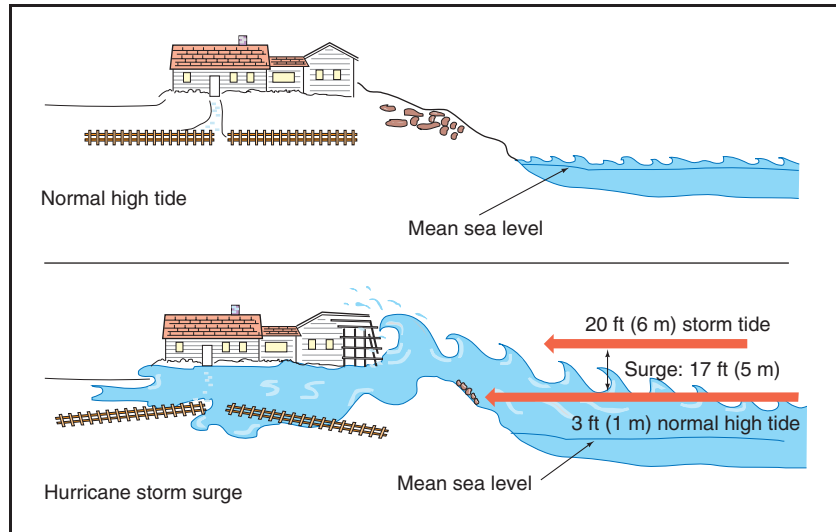 Normal high tide
Mean sea level
20 ft (6 m) storm tide
Surge: 17 ft (5 m)
3 ft (1 m) normal high tide
Mean sea level
Hurricane storm surge